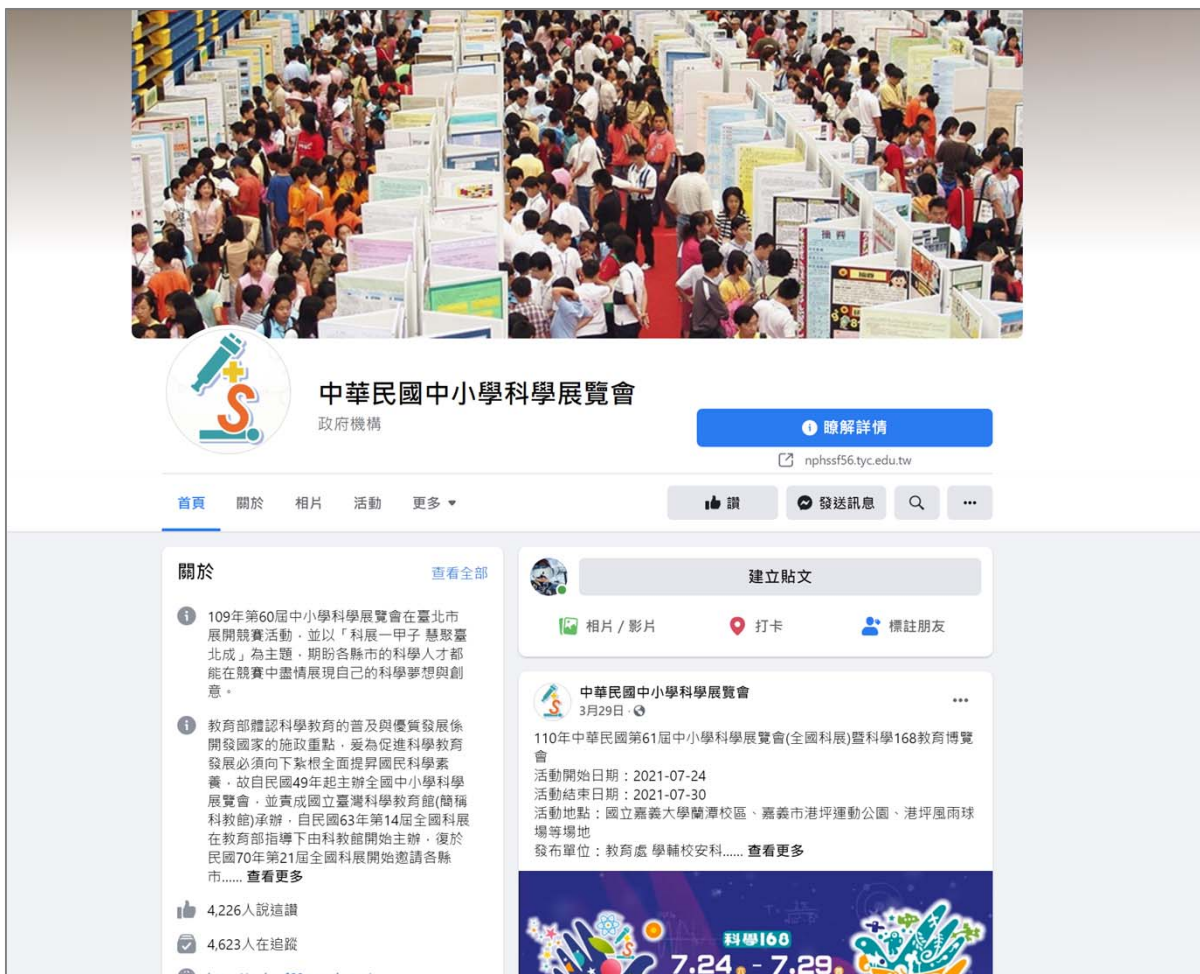 中華民國中小學科學展覽會
政府機構
瞭解詳情
nphssf56.tyc.edu.tw
首頁 關於 相片 活動 更多
讚 發送訊息
關於 查看全部
109年第60屆中小學科學展覽會在臺北市
展開競賽活動，並以「科展一甲子 慧聚臺
北成」為主題，期盼各縣市的科學人才都
能在競賽中盡情展現自己的科學夢想與創
意。
教育部體認科學教育的普及與優質發展係
開發國家的施政重點，爰為促進科學教育
發展必須向下紮根全面提昇國民科學素
養，故自民國49年起主辦全國中小學科學
展覽會，並責成國立臺灣科學教育館(簡稱
科教館)承辦，自民國63年第14屆全國科展
在教育部指導下由科教館開始主辦，復於
民國70年第21屆全國科展開始邀請各縣
市...... 查看更多
4,226人說這讚
4,623人在追蹤
建立貼文
相片 / 影片 打卡 標註朋友
中華民國中小學科學展覽會
3月29日
110年中華民國第61屆中小學科學展覽會(全國科展)暨科學168教育博覽
會
活動開始日期：2021-07-24
活動結束日期：2021-07-30
活動地點：國立嘉義大學蘭潭校區、嘉義市港坪運動公園、港坪風雨球
場等場地
發布單位：教育處 學輔校安科...... 查看更多
科學168
7.24 - 7.29